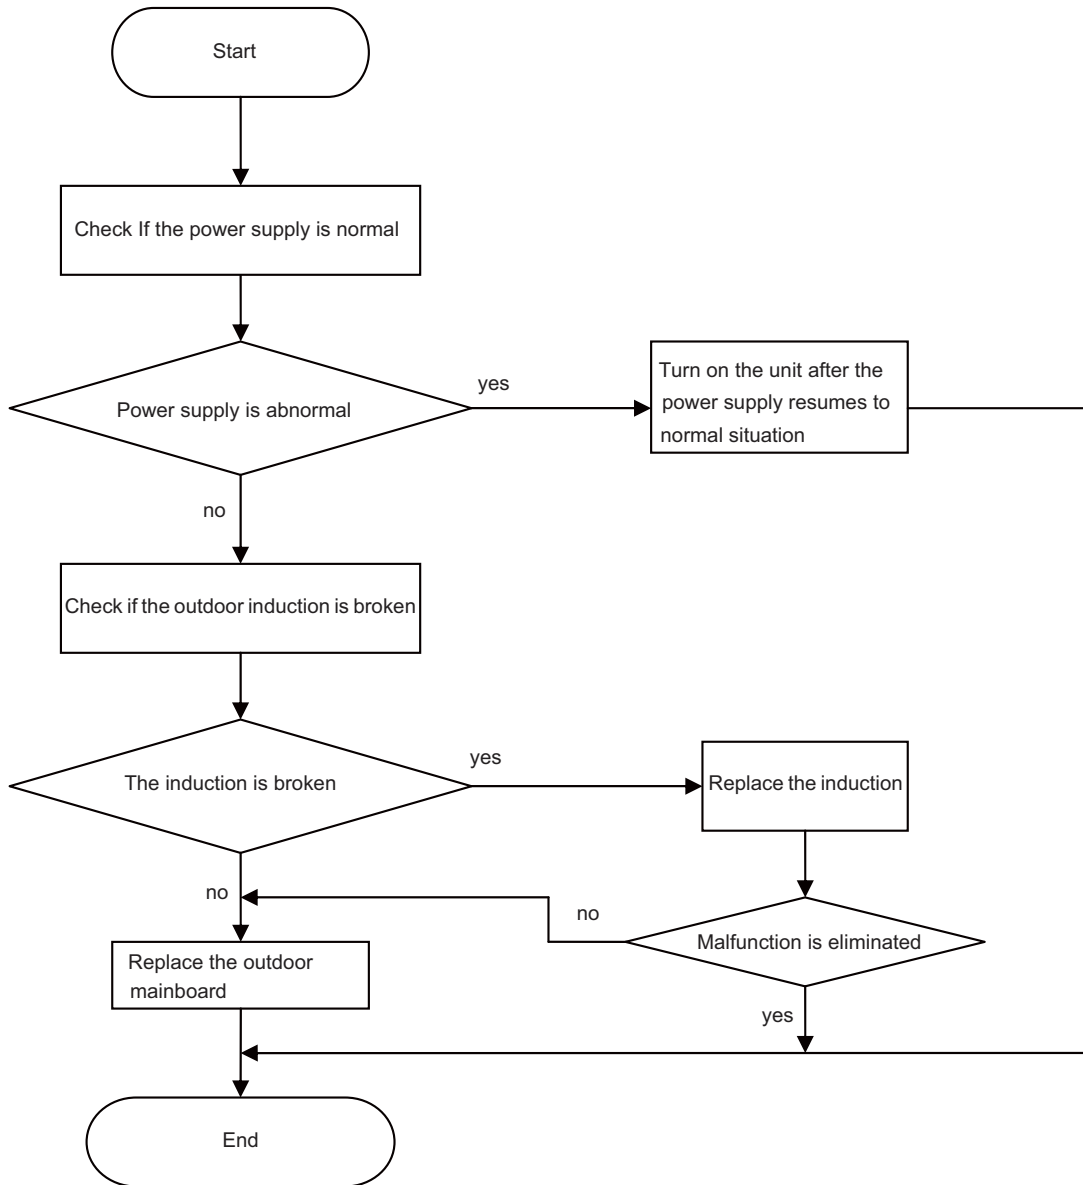 Start
Check If the power supply is normal
Power supply is abnormal
yes
Turn on the unit after the
power supply resumes to
normal situation
no
Check if the outdoor induction is broken
The induction is broken
yes
Replace the induction
no
no
Malfunction is eliminated
Replace the outdoor
mainboard
yes
End